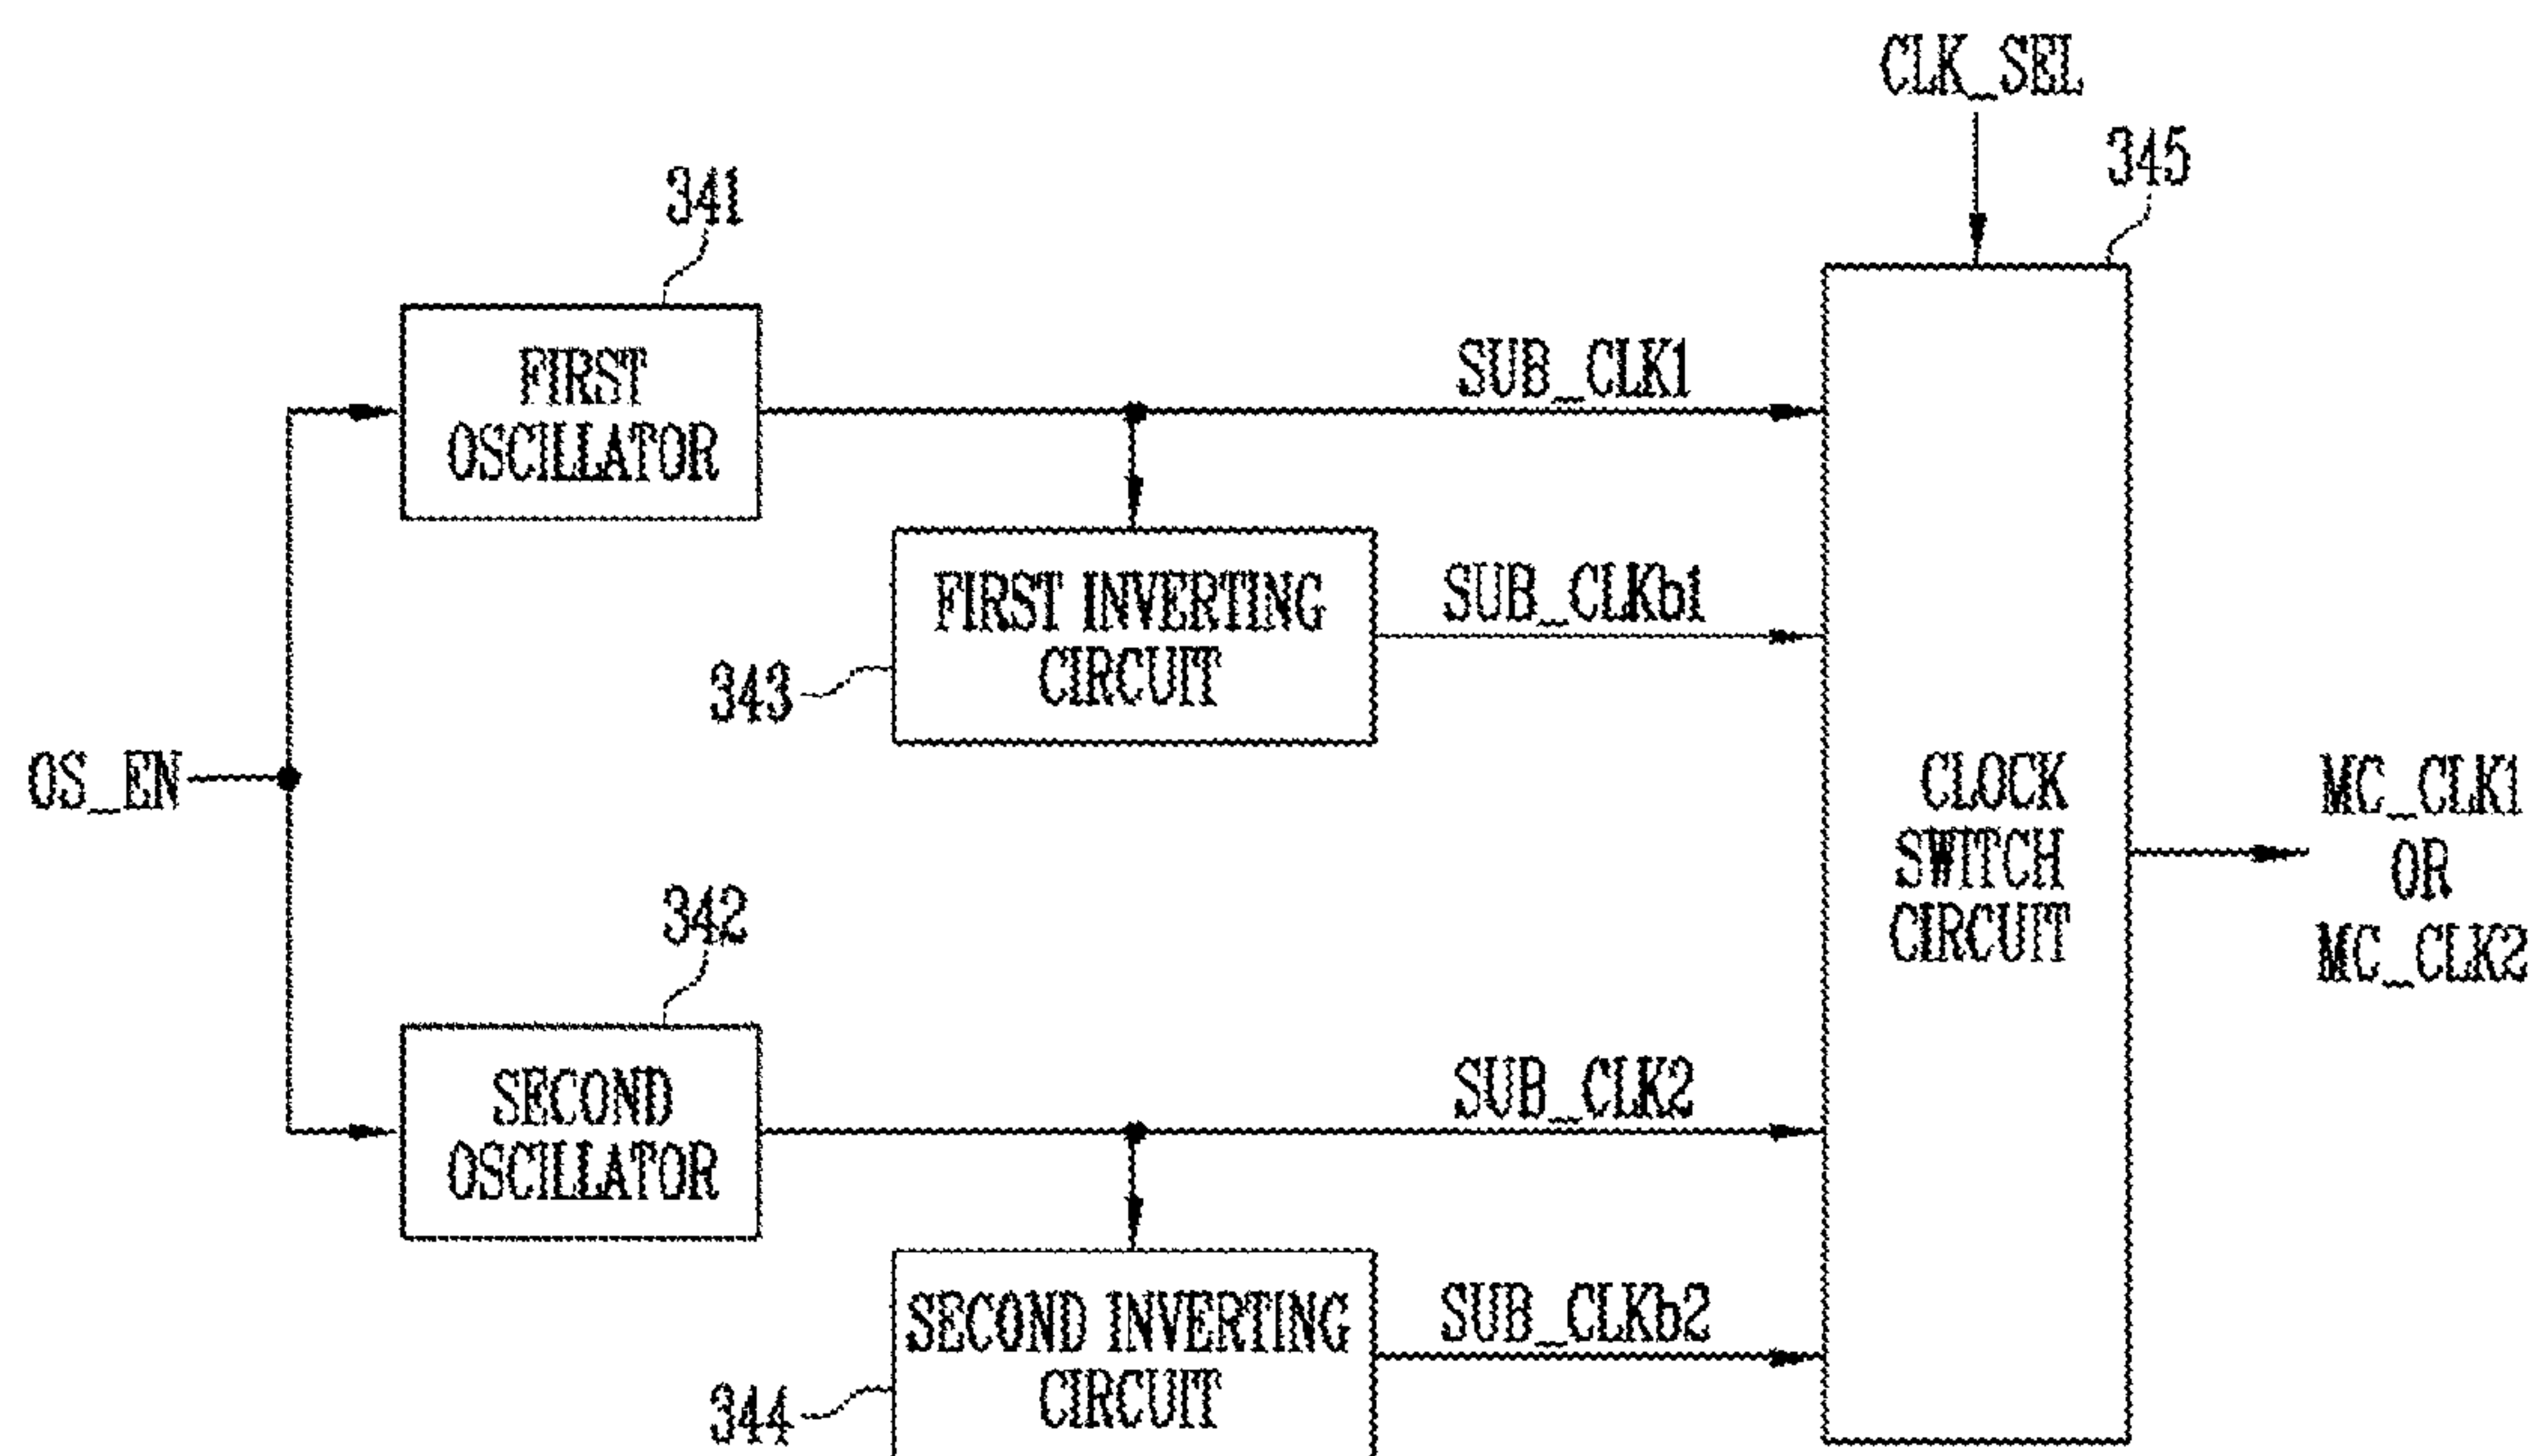 CLK_SEL
345
341
FIRST
OSCILLATOR
SUB_CLK1
FIRST INVERTING
CIRCUIT
SUB_CLKb1
343
OS_EN
CLOCK
SWITCH
CIRCUIT
MC_CLK1
OR
MC_CLK2
342
SECOND
OSCILLATOR
SUB_CLK2
SECOND INVERTING
CIRCUIT
SUB_CLKb2
344